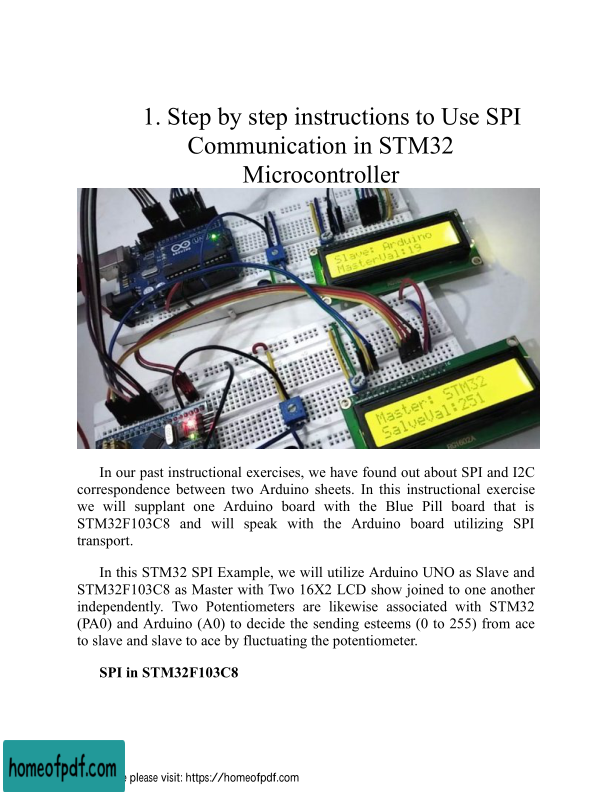 1. Step by step instructions to Use SPI
Communication in STM32
Microcontroller
Slave: Arduino
MasterVal:19
Master: STM32
SalveVal:251
In our past instructional exercises, we have found out about SPI and I2C
correspondence between two Arduino sheets. In this instructional exercise
we will supplant one Arduino board with the Blue Pill board that is
STM32F103C8 and will speak with the Arduino board utilizing SPI
transport.
In this STM32 SPI Example, we will utilize Arduino UNO as Slave and
STM32F103C8 as Master with Two 16X2 LCD show joined to one another
independently. Two Potentiometers are likewise associated with STM32
(PA0) and Arduino (A0) to decide the sending esteems (0 to 255) from ace
to slave and slave to ace by fluctuating the potentiometer.
SPI in STM32F103C8
homeofpdf.com
please visit: https://homeofpdf.com